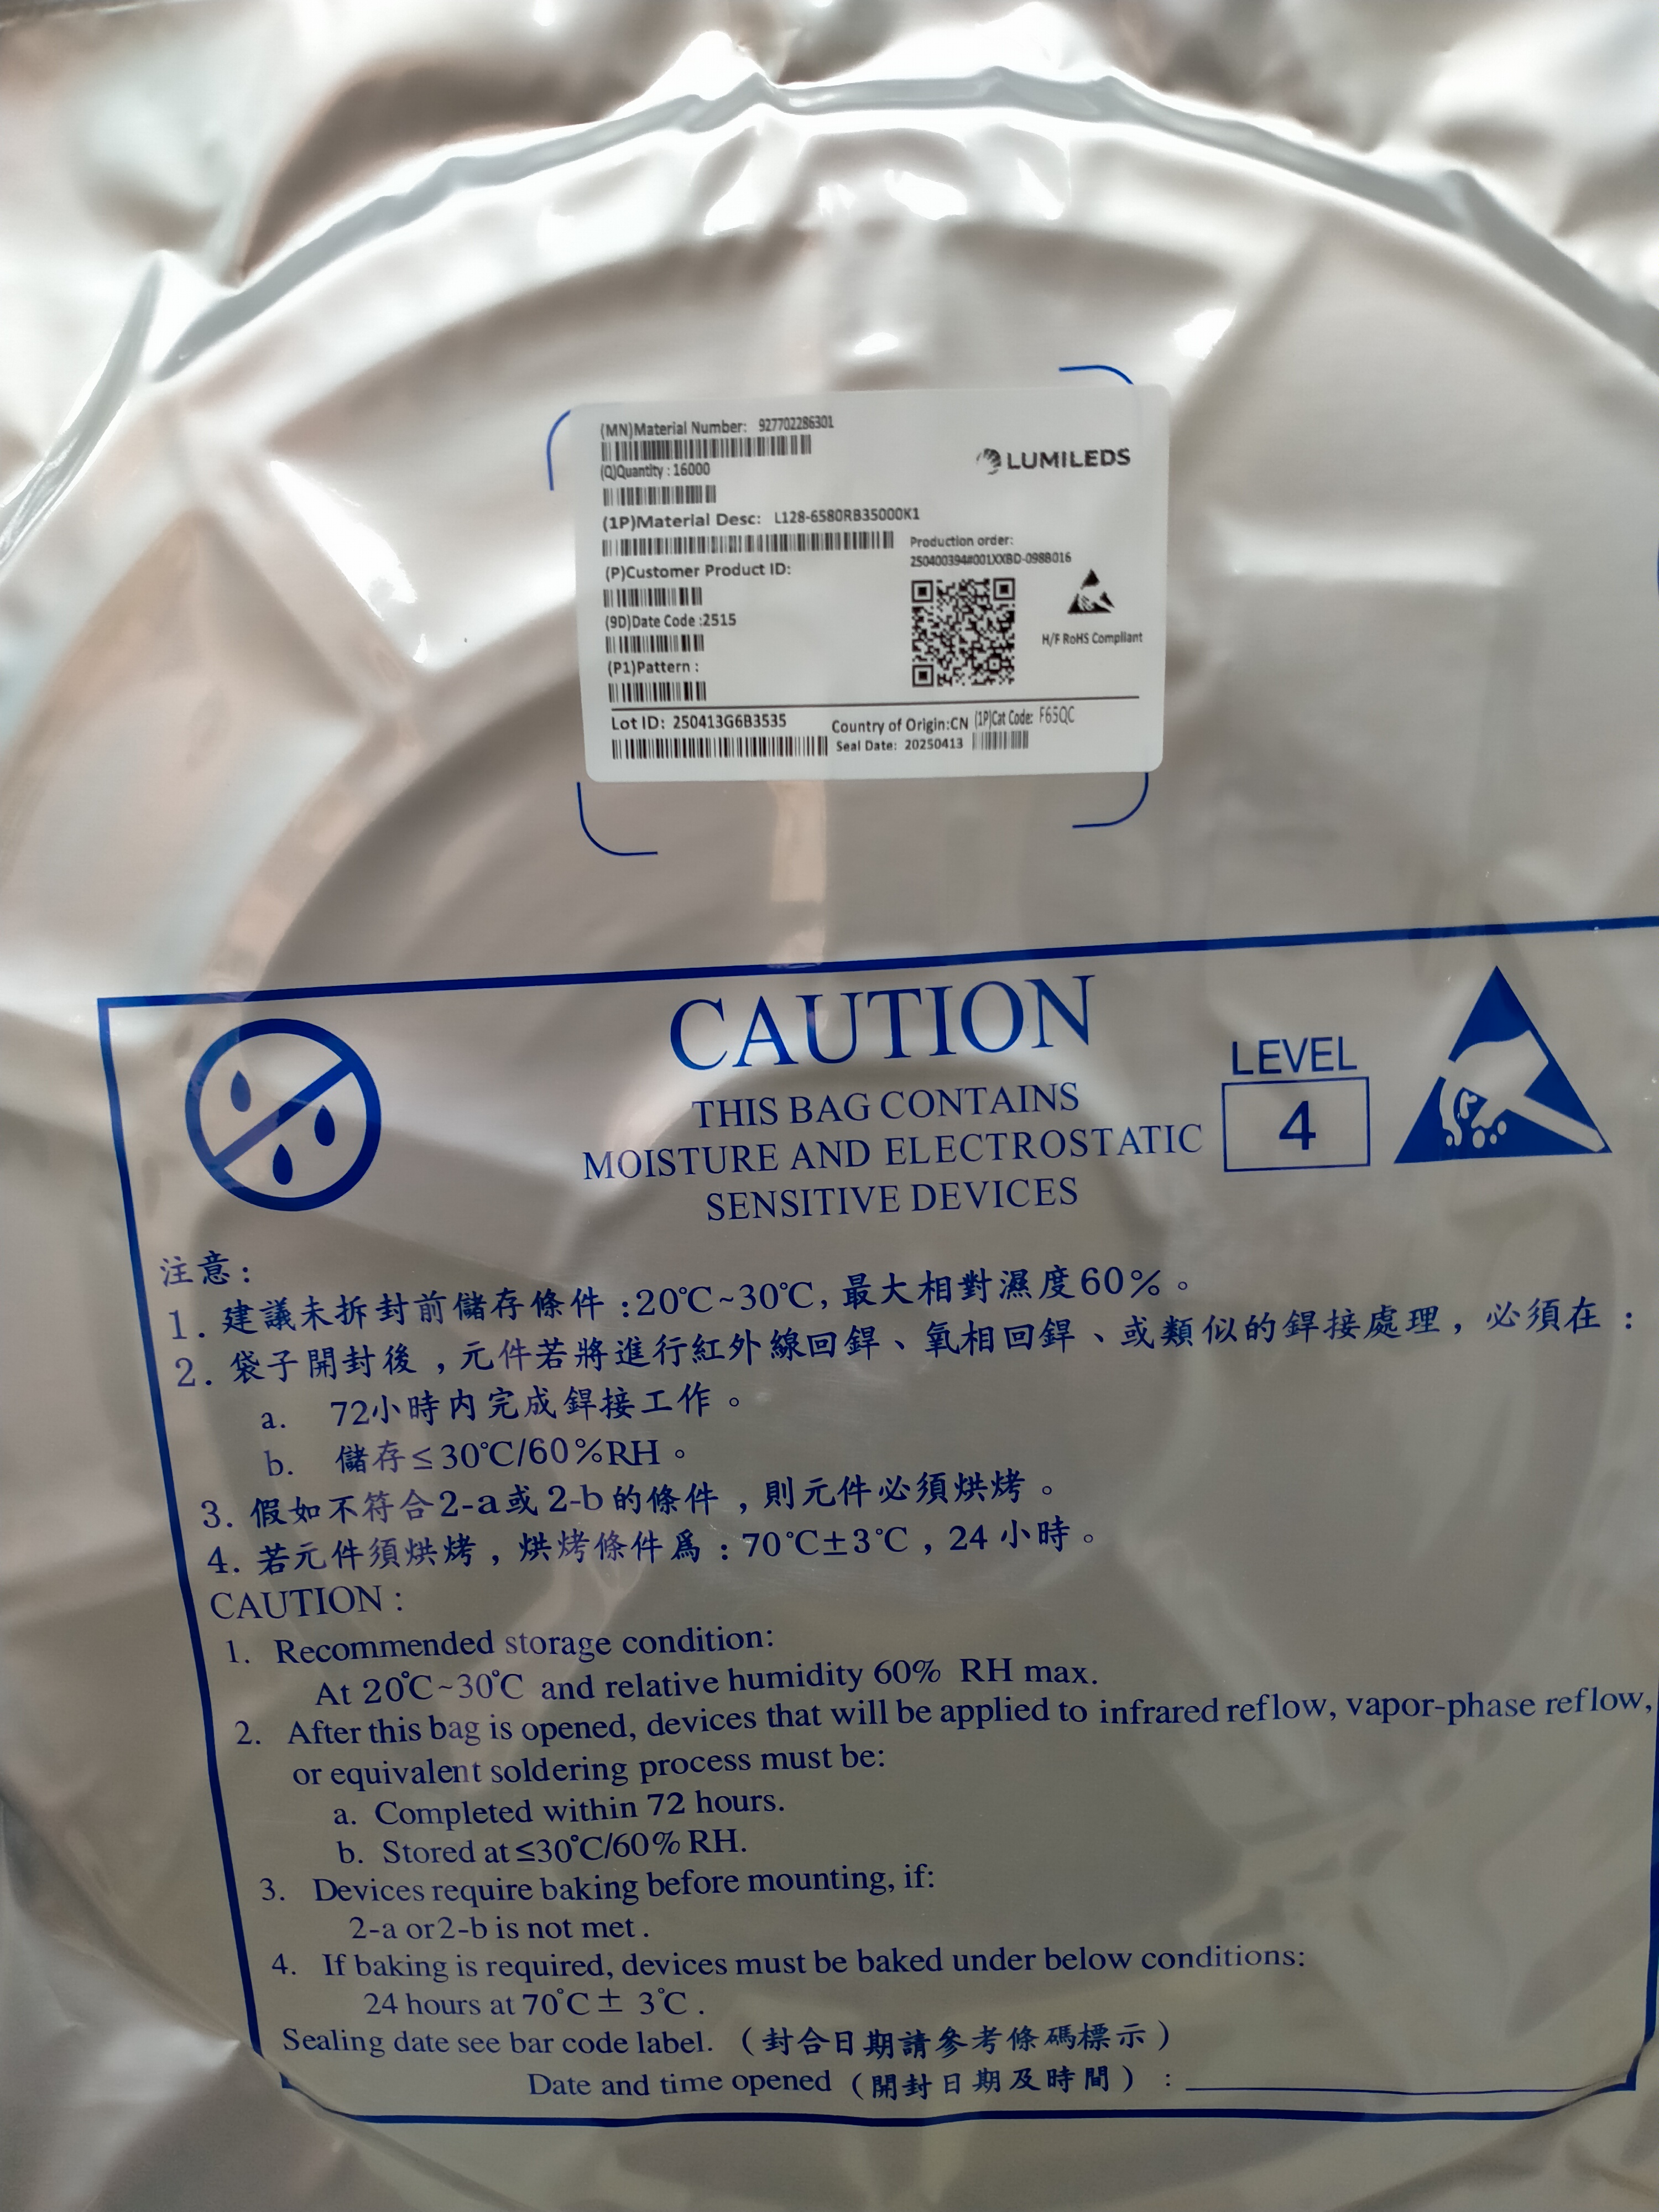 (MN)Material Number: 927702286301
(Q)Quantity : 16000
LUMILEDS
(1P)Material Desc: L128-6580RB35000K1
Production order:
250400394#001XXBD-098B016
(P)Customer Product ID:
(9D)Date Code :2515
H/F RoHS Compliant
(P1)Pattern :
Lot ID: 250413G6B3535
Country of Origin:CN
(1P)Cat Code: F65QC
Seal Date: 20250413
CAUTION
THIS BAG CONTAINS
MOISTURE AND ELECTROSTATIC
SENSITIVE DEVICES
LEVEL
4
注意：
1. 建議未拆封前儲存條件：20℃~30℃, 最大相對濕度60%。
2. 袋子開封後，元件若將進行紅外線回銲、氧相回銲、或類似的銲接處理，必須在：
a. 72小時內完成銲接工作。
b. 儲存≤30℃/60%RH。
3. 假如不符合2-a或2-b的條件，則元件必須烘烤。
4. 若元件須烘烤，烘烤條件爲：70℃±3℃，24小時。
CAUTION :
1. Recommended storage condition:
At 20℃~30℃ and relative humidity 60% RH max.
2. After this bag is opened, devices that will be applied to infrared reflow, vapor-phase reflow,
or equivalent soldering process must be:
a. Completed within 72 hours.
b. Stored at ≤30℃/60% RH.
3. Devices require baking before mounting, if:
2-a or 2-b is not met.
4. If baking is required, devices must be baked under below conditions:
24 hours at 70℃ ± 3℃.
Sealing date see bar code label.（封合日期請參考條碼標示）
Date and time opened（開封日期及時間）：